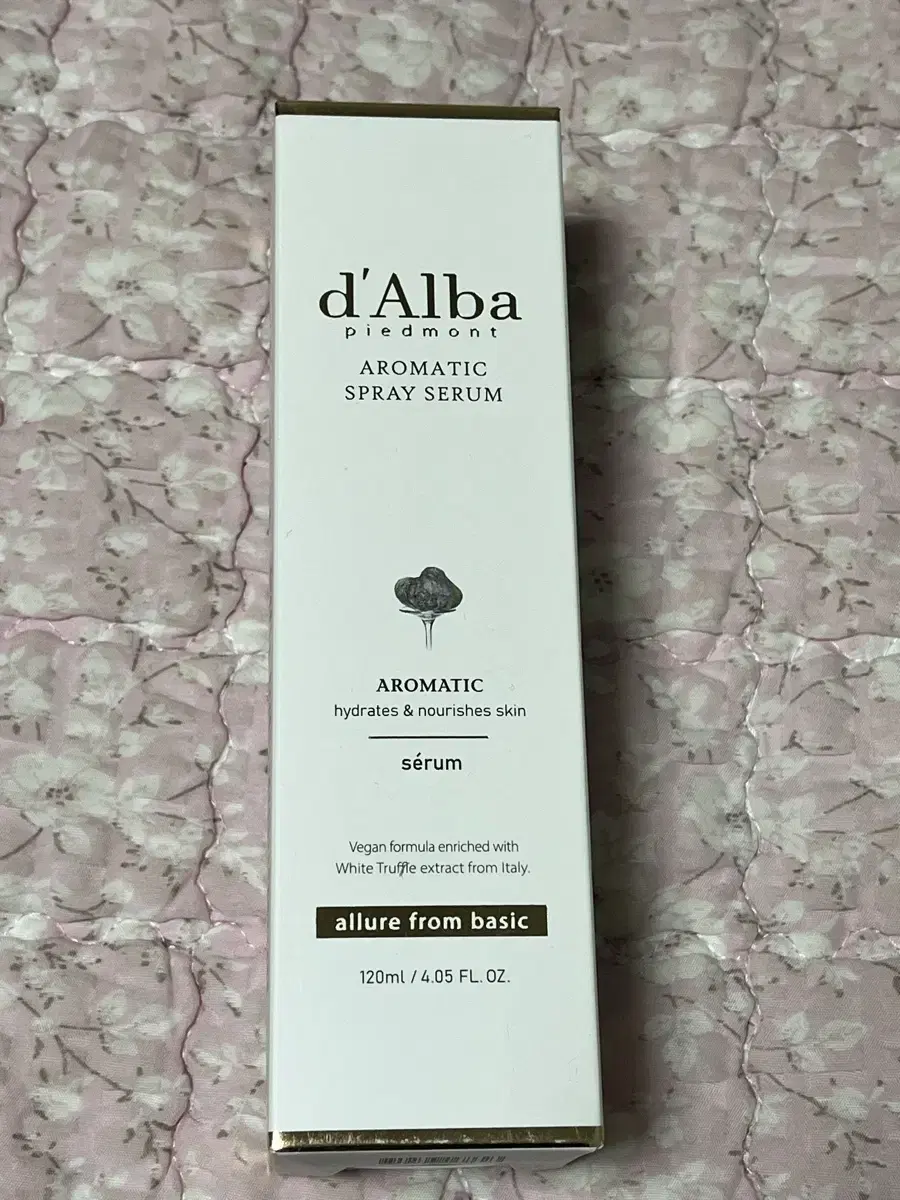 d'Alba
piedmont
AROMATIC
SPRAY SERUM
AROMATIC
hydrates & nourishes skin
sérum
Vegan formula enriched with
White Truffle extract from Italy.
allure from basic
120ml / 4.05 FL. OZ.